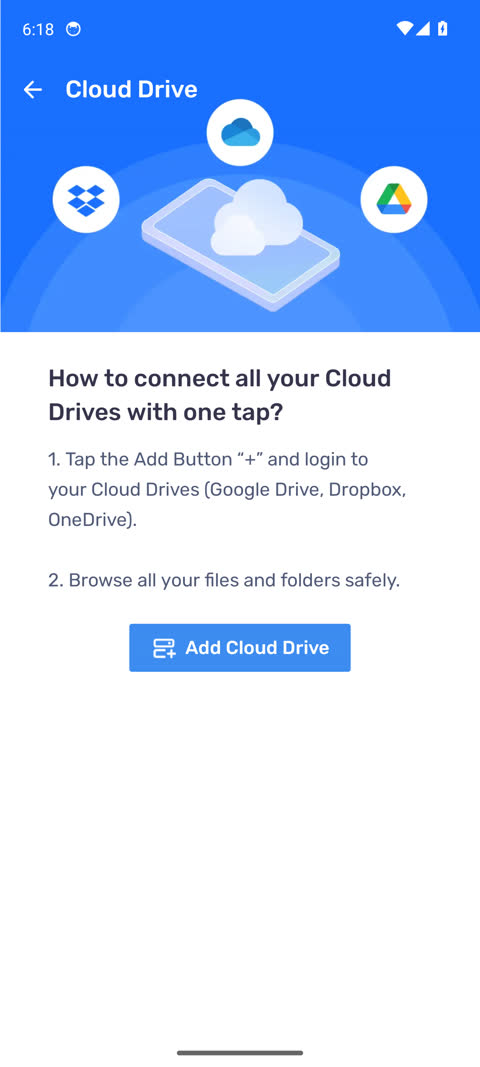 6:18
Cloud Drive
How to connect all your Cloud
Drives with one tap?
1. Tap the Add Button “+” and login to
your Cloud Drives (Google Drive, Dropbox,
OneDrive).
2. Browse all your files and folders safely.
Add Cloud Drive